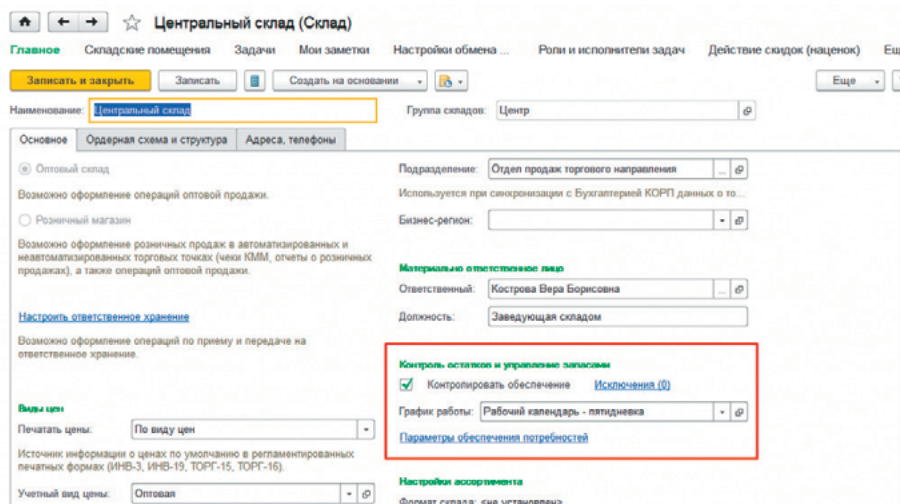 Центральный склад (Склад)
Главное Складские помещения Задачи Мои заметки Настройки обмена ... Роли и исполнители задач Действие скидок (наценок) Ещ
Записать и закрыть Записать Создать на основании Еще
Наименование: Центральный склад Группа складов: Центр
Основное Ордерная схема и структура Адреса, телефоны
Оптовый склад
Возможно оформление операций оптовой продажи.
Розничный магазин
Возможно оформление розничных продаж в автоматизированных и
неавтоматизированных торговых точках (чеки КММ, отчеты о розничных
продажах), а также операций оптовой продажи.
Настроить ответственное хранение
Возможно оформление операций по приему и передаче на
ответственное хранение.
Виды цен
Печатать цены: По виду цен
Источник информации о ценах по умолчанию в регламентированных
печатных формах (ИНВ-3, ИНВ-19, ТОРГ-15, ТОРГ-16).
Учетный вид цены: Оптовая
Подразделение: Отдел продаж торгового направления ...
Используется при синхронизации с Бухгалтерией КОРП данных о то...
Бизнес-регион:
Материально ответственное лицо
Ответственный: Кострова Вера Борисовна ...
Должность: Заведующая складом
Контроль остатков и управление запасами
Контролировать обеспечение Исключения (0)
График работы: Рабочий календарь - пятидневка
Параметры обеспечения потребностей
Настройки ассортимента
Формат склада: <не установлен>